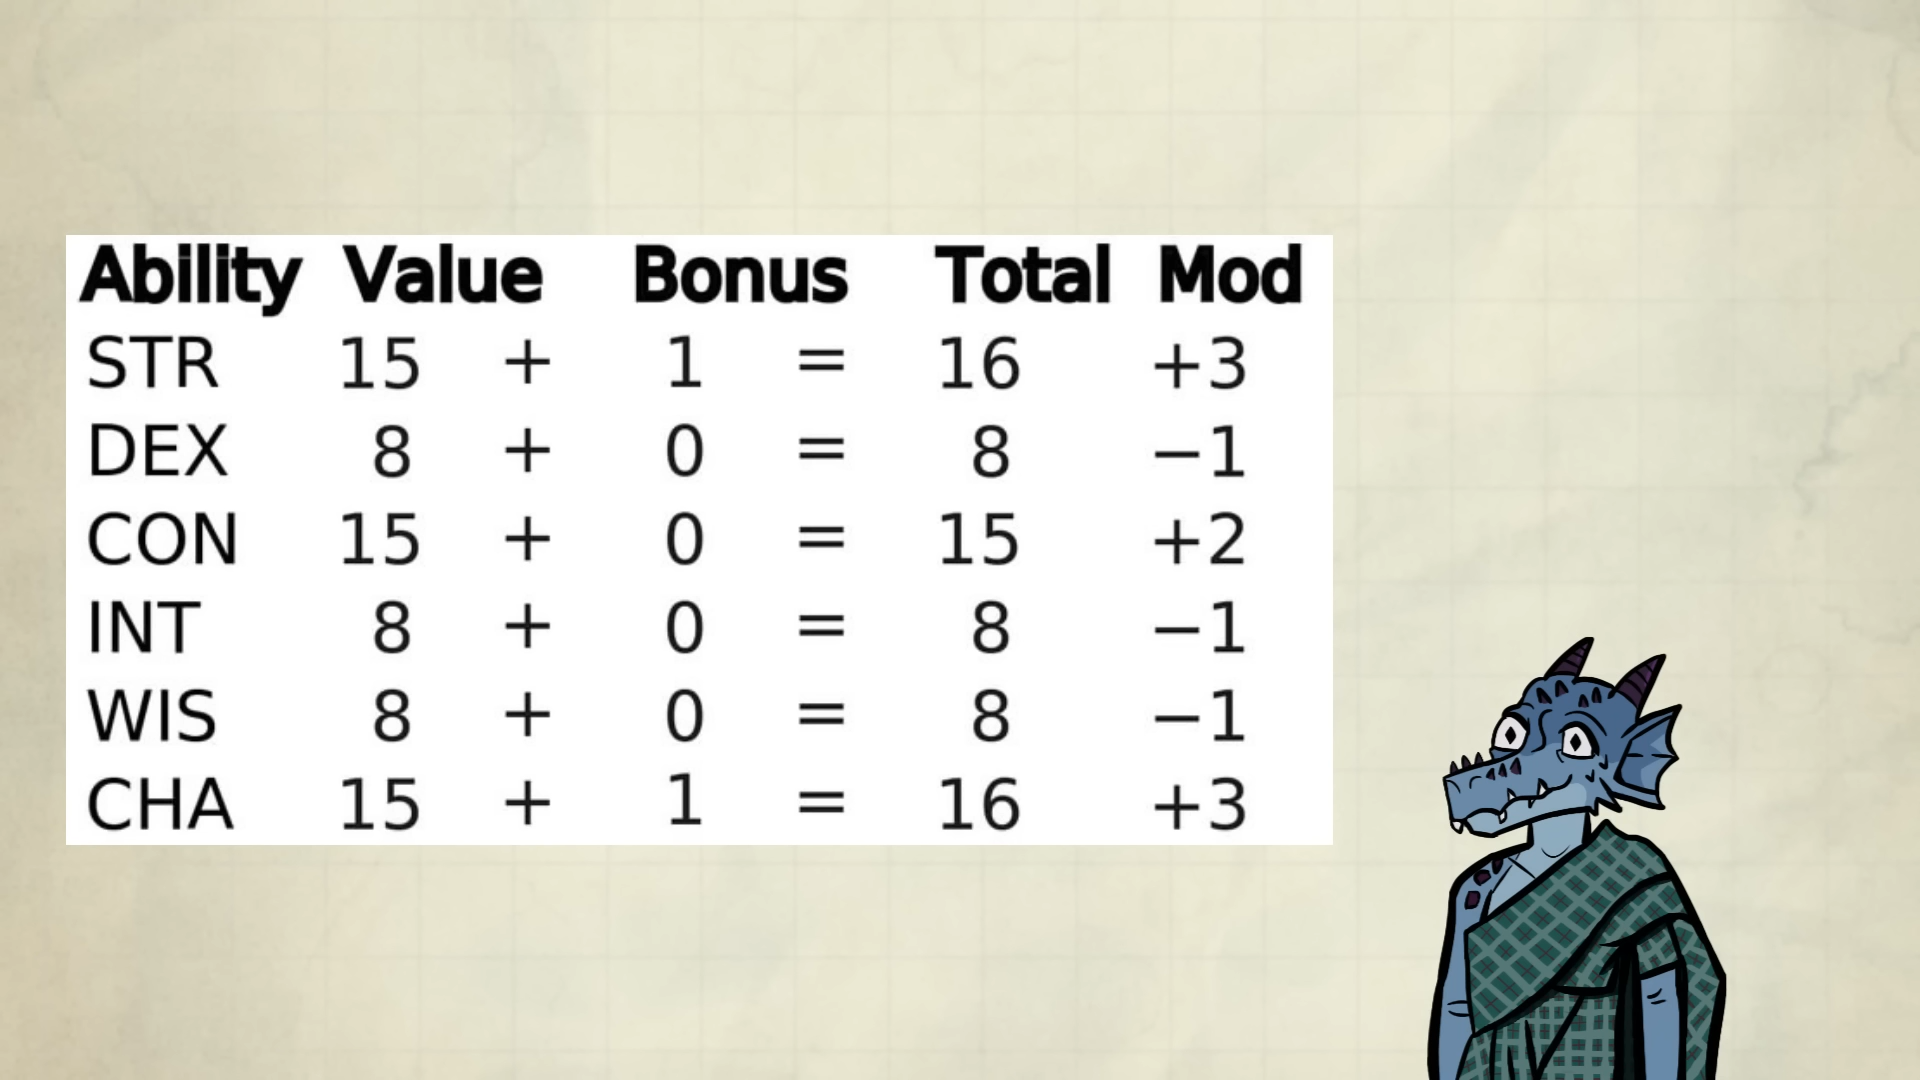 Ability Value Bonus Total Mod
STR 15 + 1 = 16 +3
DEX 8 + 0 = 8 −1
CON 15 + 0 = 15 +2
INT 8 + 0 = 8 −1
WIS 8 + 0 = 8 −1
CHA 15 + 1 = 16 +3